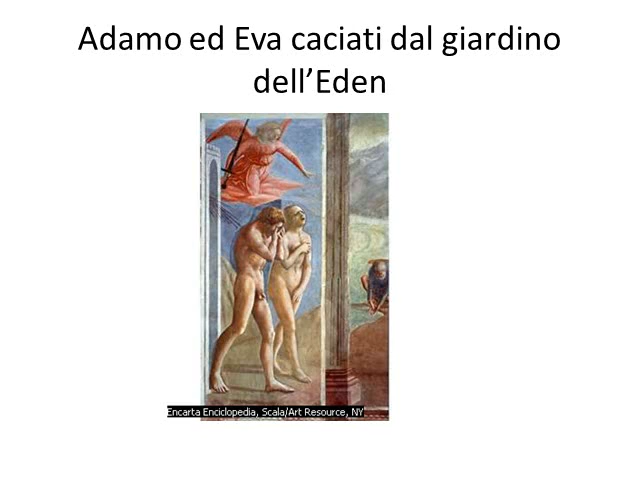 Adamo ed Eva caciati dal giardino
dell’Eden
Encarta Enciclopedia, Scala/Art Resource, NY